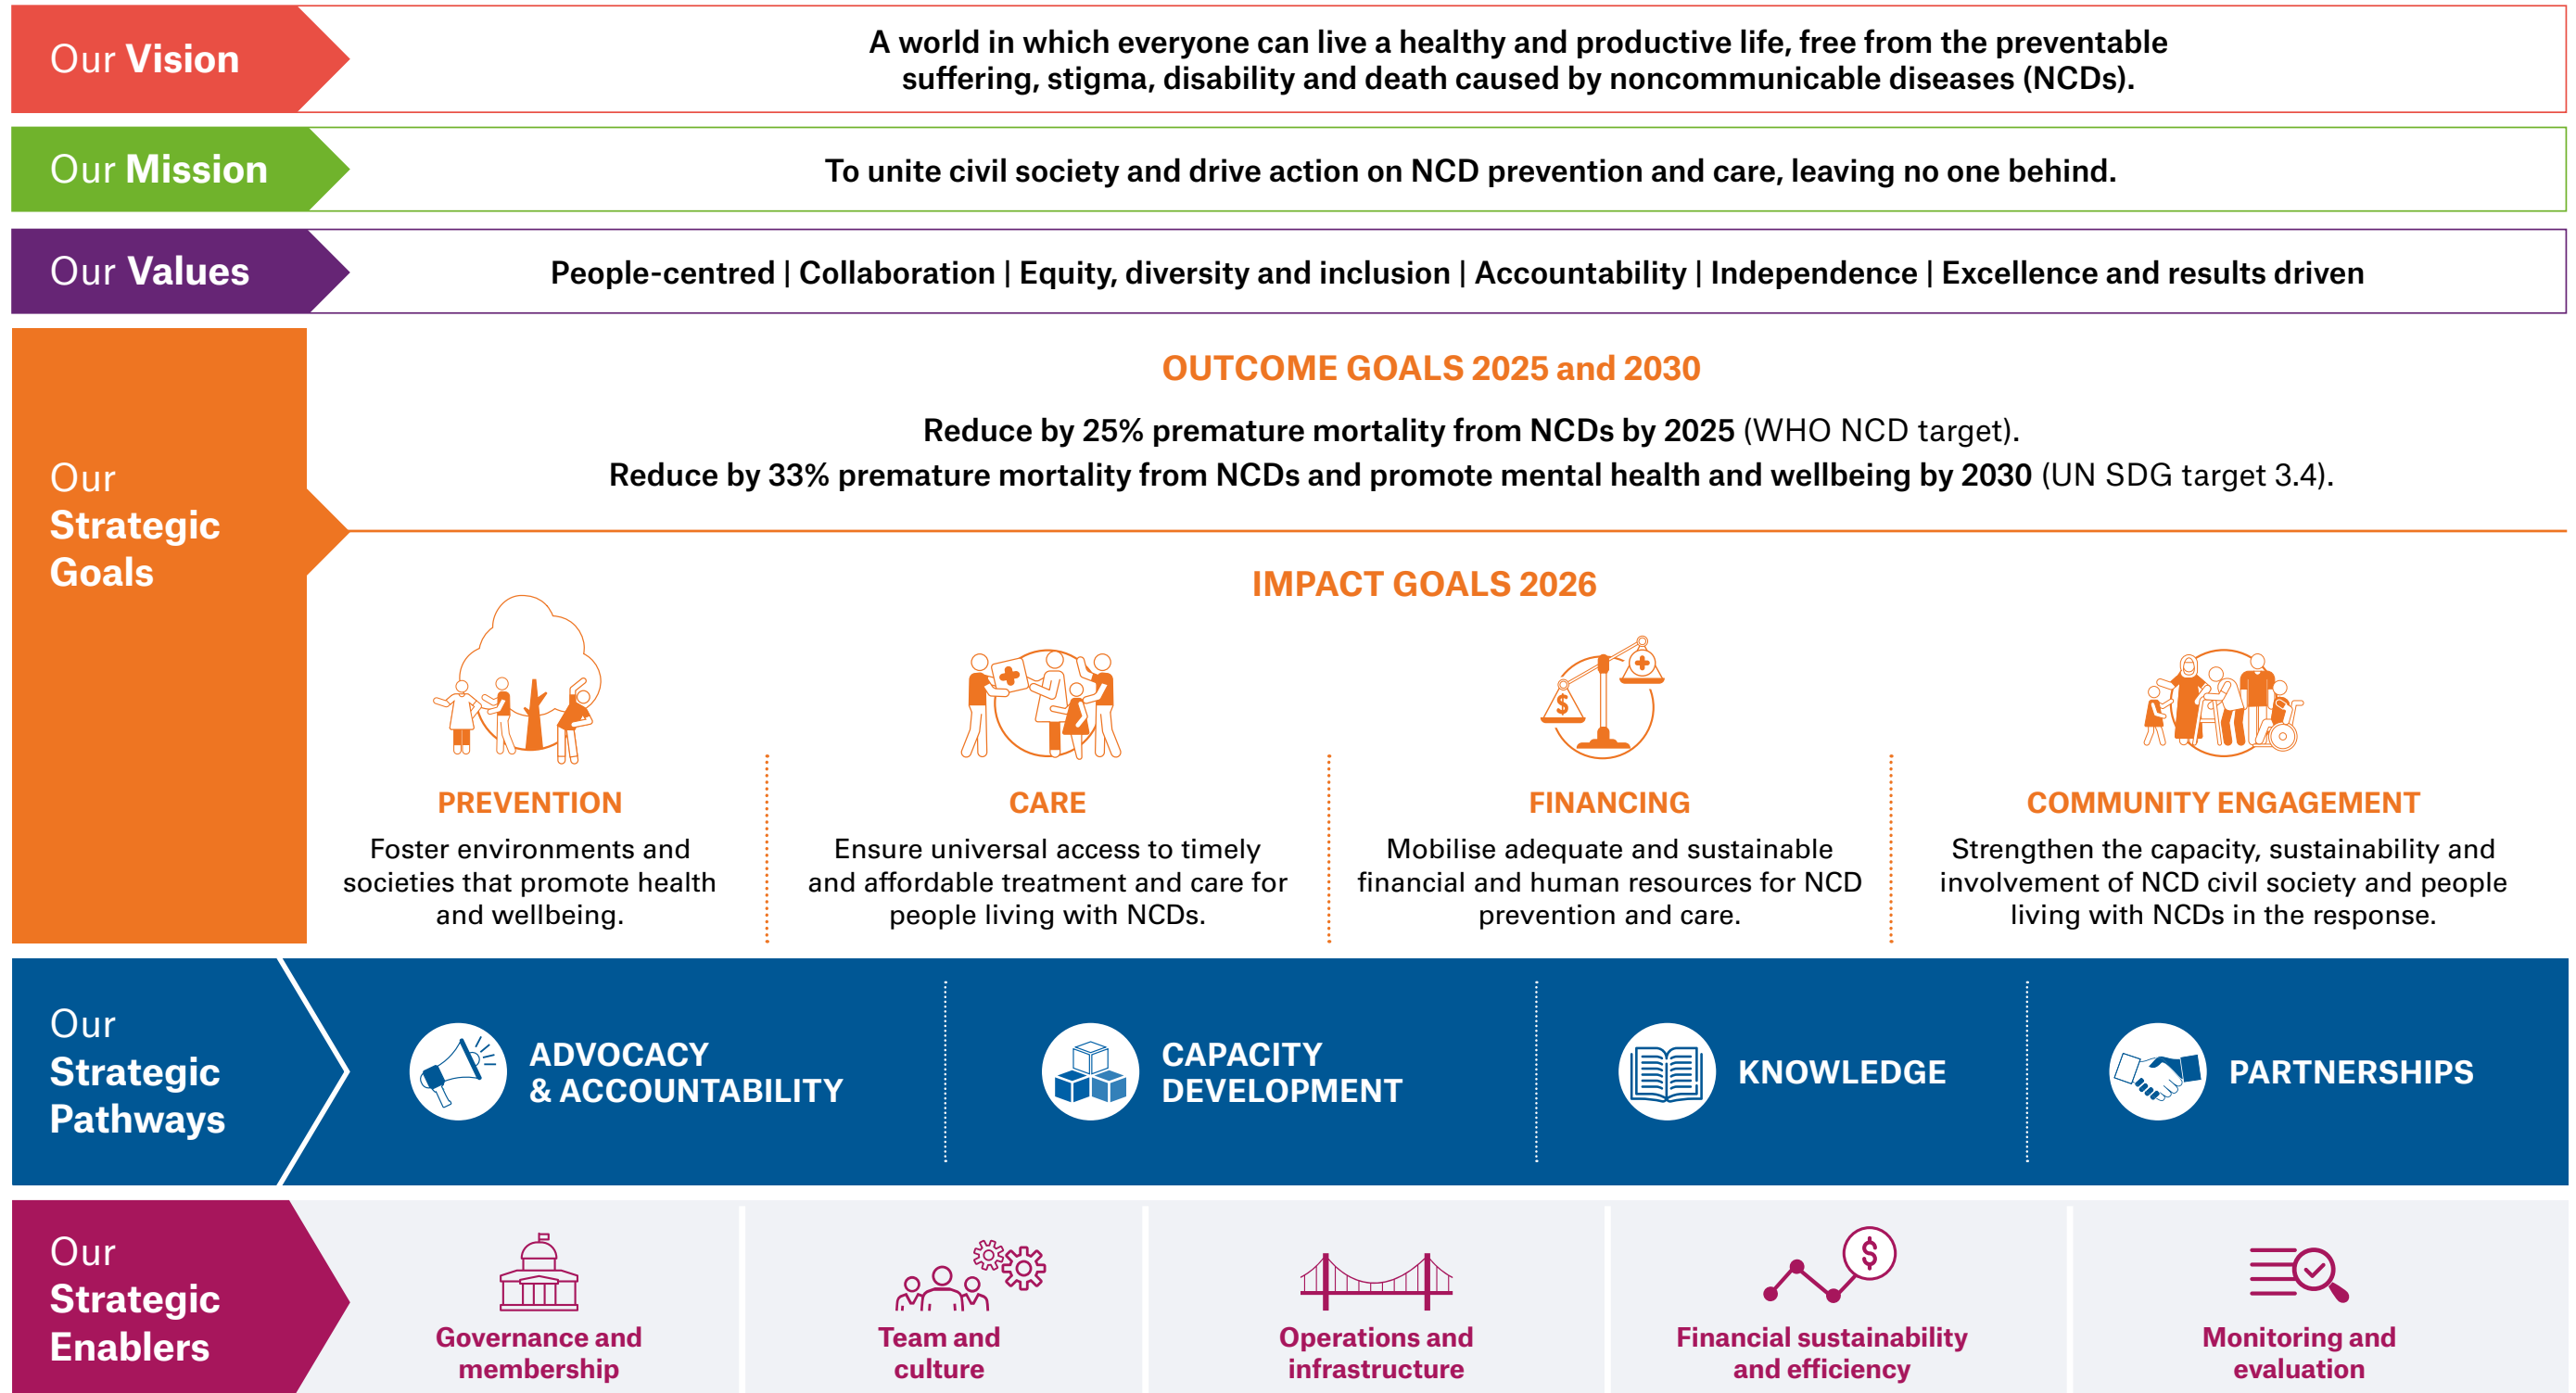 Our Vision
A world in which everyone can live a healthy and productive life, free from the preventable
suffering, stigma, disability and death caused by noncommunicable diseases (NCDs).
Our Mission
To unite civil society and drive action on NCD prevention and care, leaving no one behind.
Our Values
People-centred | Collaboration | Equity, diversity and inclusion | Accountability | Independence | Excellence and results driven
Our
Strategic
Goals
OUTCOME GOALS 2025 and 2030
Reduce by 25% premature mortality from NCDs by 2025 (WHO NCD target).
Reduce by 33% premature mortality from NCDs and promote mental health and wellbeing by 2030 (UN SDG target 3.4).
IMPACT GOALS 2026
$
PREVENTION
Foster environments and
societies that promote health
and wellbeing.
CARE
Ensure universal access to timely
and affordable treatment and care for
people living with NCDs.
FINANCING
Mobilise adequate and sustainable
financial and human resources for NCD
prevention and care.
COMMUNITY ENGAGEMENT
Strengthen the capacity, sustainability and
involvement of NCD civil society and people
living with NCDs in the response.
Our
Strategic
Pathways
ADVOCACY
& ACCOUNTABILITY
CAPACITY
DEVELOPMENT
KNOWLEDGE
PARTNERSHIPS
Our
Strategic
Enablers
Governance and
membership
Team and
culture
Operations and
infrastructure
$
Financial sustainability
and efficiency
Monitoring and
evaluation